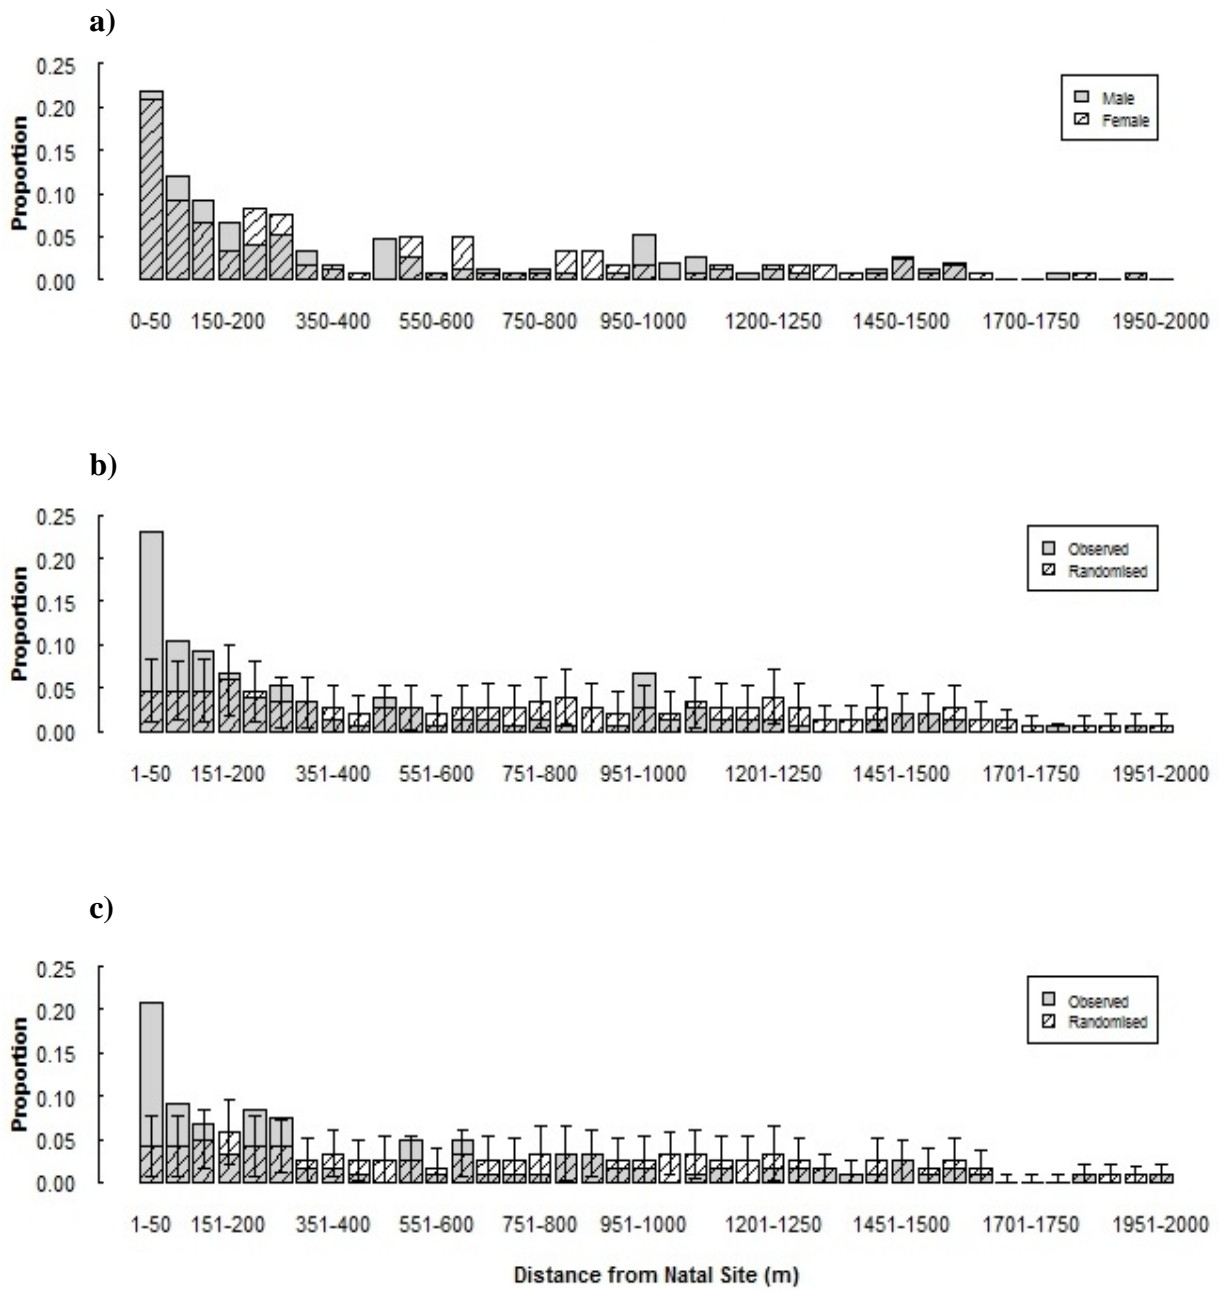 a)
Proportion
0.25
0.20
0.15
0.10
0.05
0.00
Male
Female
0-50 150-200 350-400 550-600 750-800 950-1000 1200-1250 1450-1500 1700-1750 1950-2000
b)
Proportion
0.25
0.20
0.15
0.10
0.05
0.00
Observed
Randomised
1-50 151-200 351-400 551-600 751-800 951-1000 1201-1250 1451-1500 1701-1750 1951-2000
c)
Proportion
0.25
0.20
0.15
0.10
0.05
0.00
Observed
Randomised
1-50 151-200 351-400 551-600 751-800 951-1000 1201-1250 1451-1500 1701-1750 1951-2000
Distance from Natal Site (m)